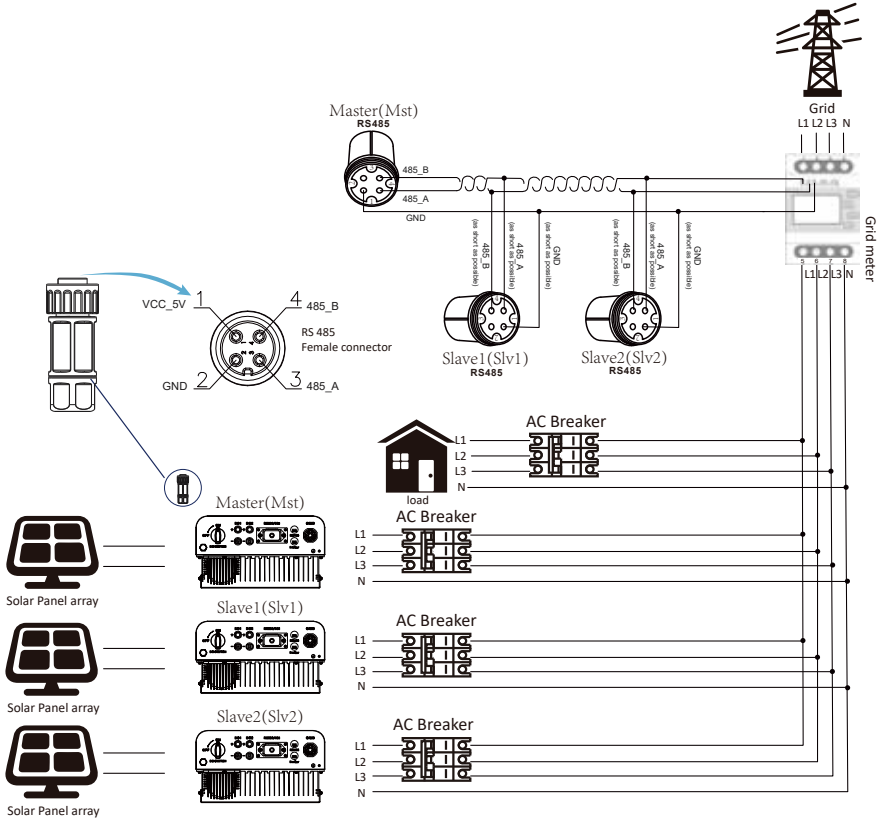 Grid
L1 L2 L3 N
Master(Mst)
RS485
485_B
485_A
GND
Grid meter
485_B
(as short as possible)
485_A
(as short as possible)
GND
(as short as possible)
485_B
(as short as possible)
485_A
(as short as possible)
GND
(as short as possible)
5 6 7 8
L1 L2 L3 N
Slave1(Slv1)
RS485
Slave2(Slv2)
RS485
1
VCC_5V
4
485_B
RS 485
Female connector
GND
2
3
485_A
AC Breaker
L1
L2
L3
N
load
Master(Mst)
AC Breaker
L1
L2
L3
N
Solar Panel array
Slave1(Slv1)
AC Breaker
L1
L2
L3
N
Solar Panel array
Slave2(Slv2)
AC Breaker
L1
L2
L3
N
Solar Panel array